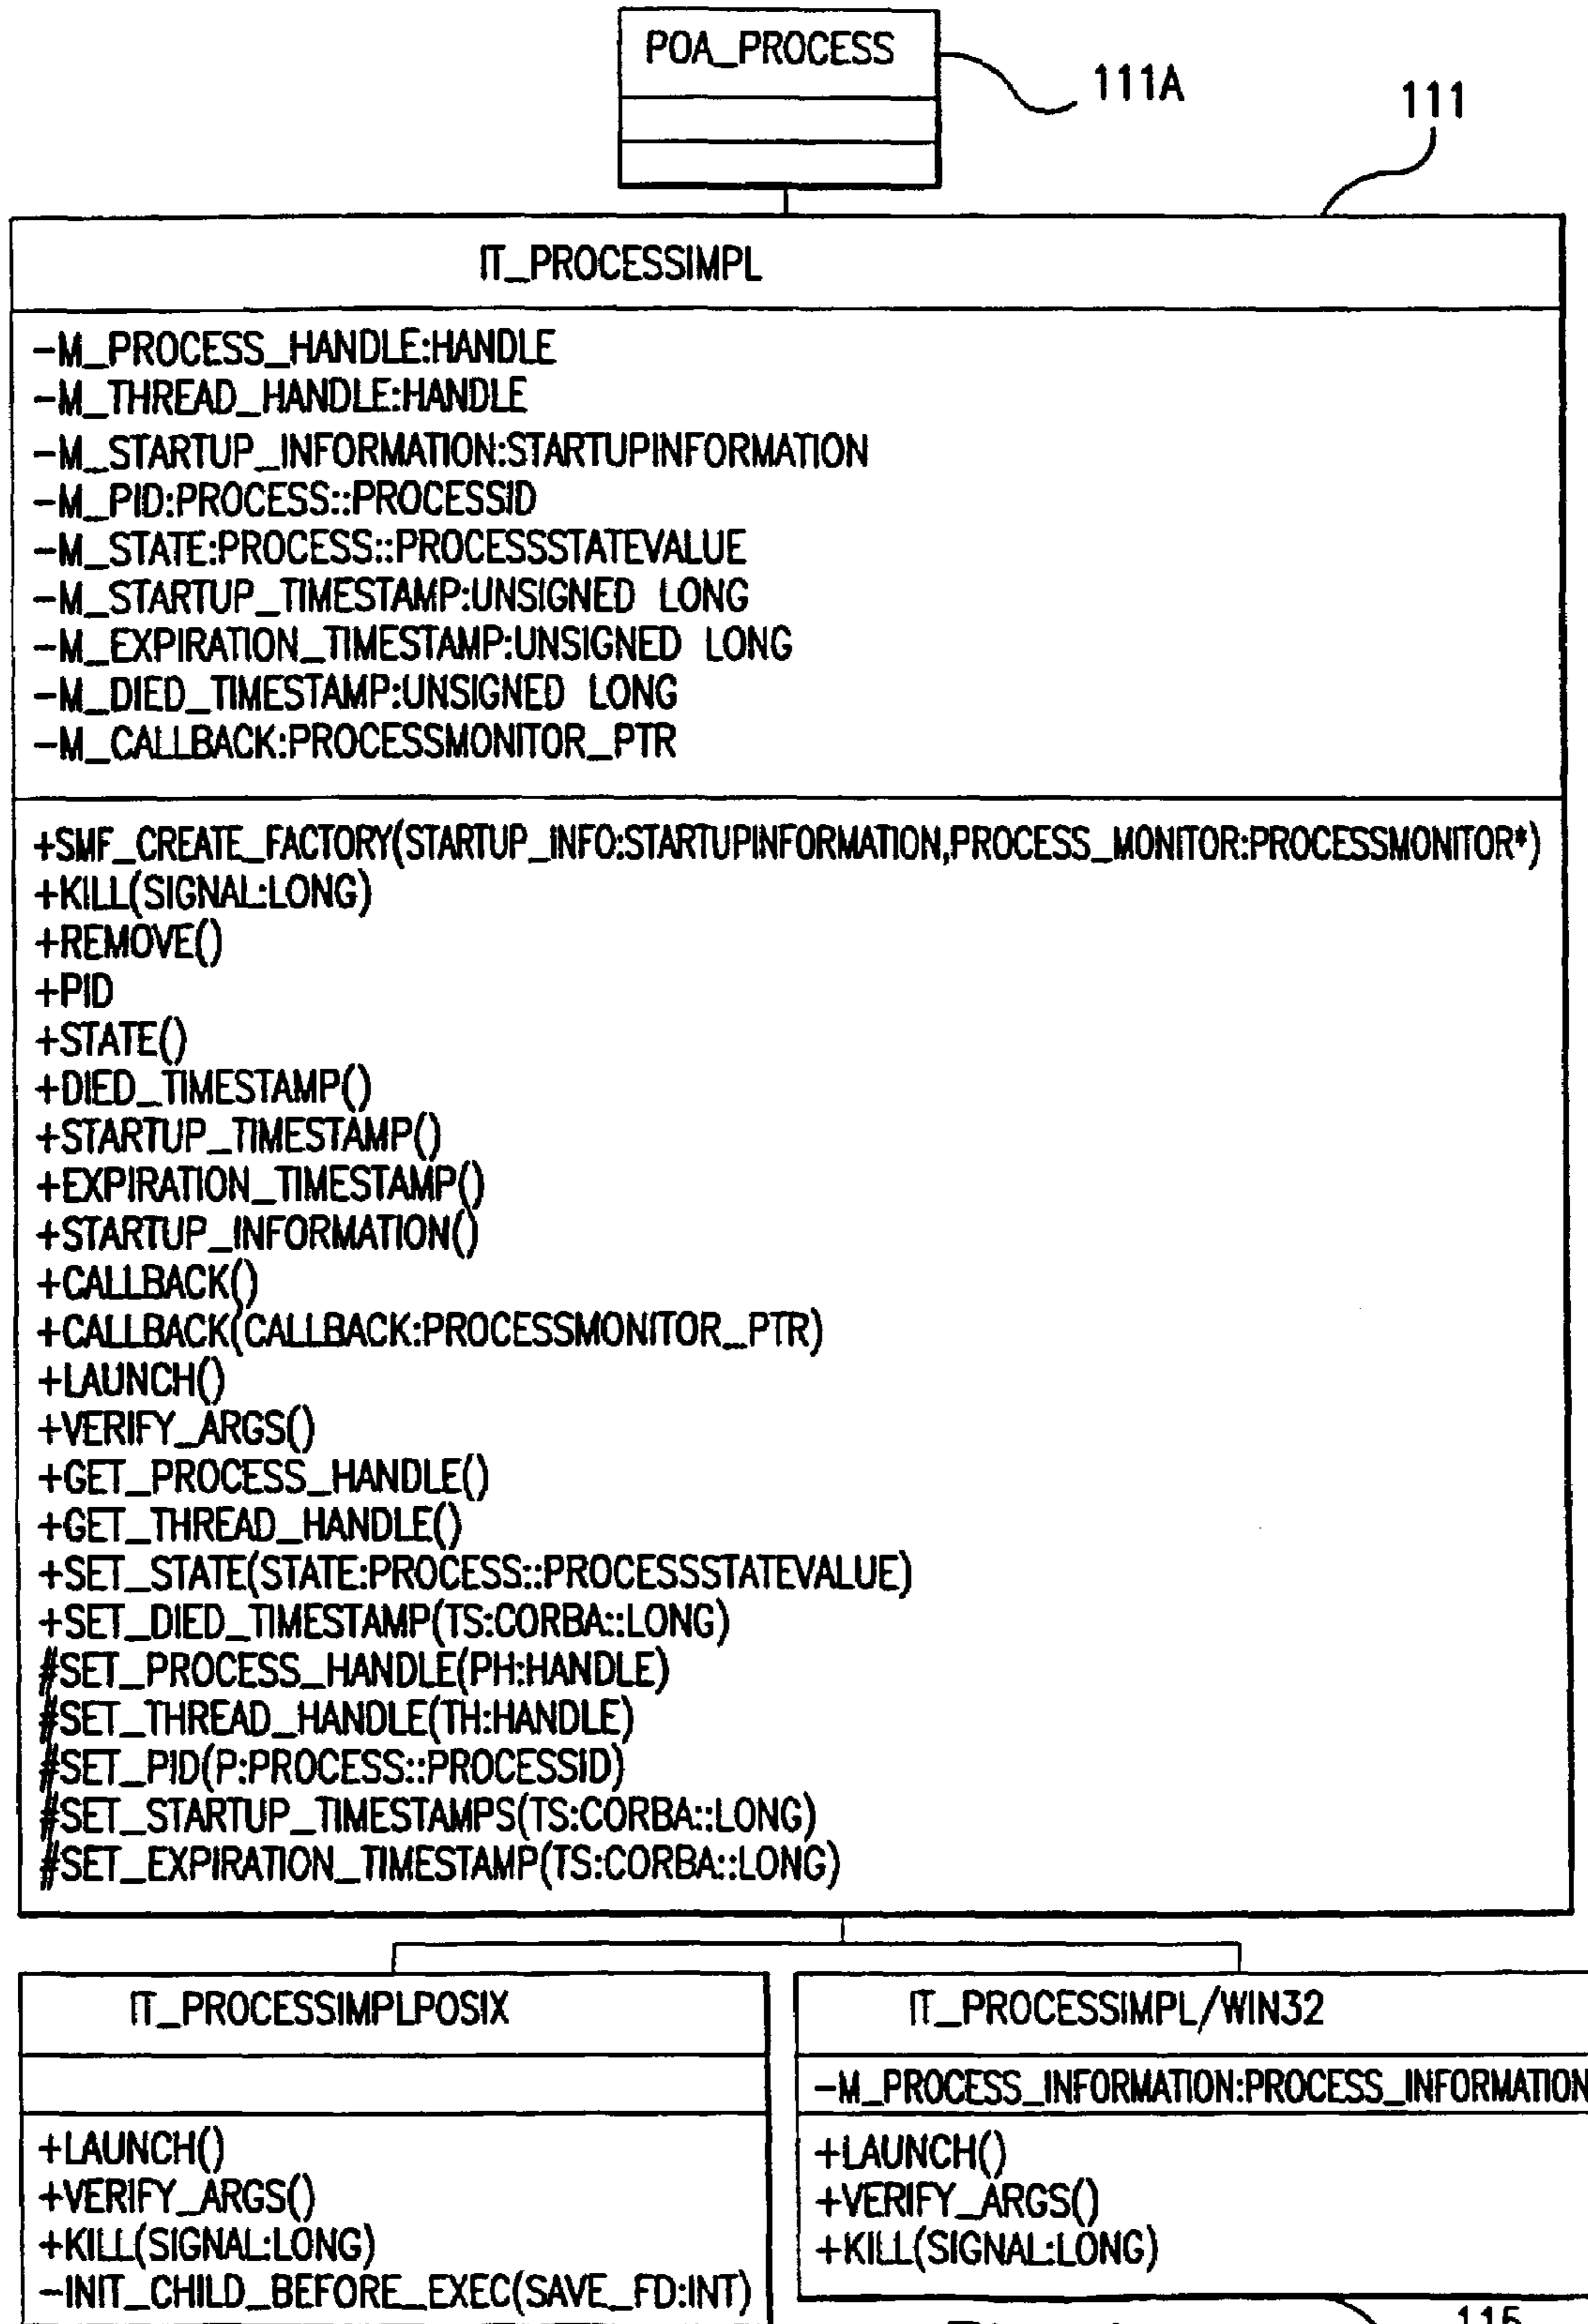 POA_PROCESS
111A
111
IT_PROCESSIMPL
-M_PROCESS_HANDLE:HANDLE
-M_THREAD_HANDLE:HANDLE
-M_STARTUP_INFORMATION:STARTUPINFORMATION
-M_PID:PROCESS::PROCESSID
-M_STATE:PROCESS::PROCESSSTATEVALUE
-M_STARTUP_TIMESTAMP:UNSIGNED LONG
-M_EXPIRATION_TIMESTAMP:UNSIGNED LONG
-M_DIED_TIMESTAMP:UNSIGNED LONG
-M_CALLBACK:PROCESSMONITOR_PTR
+SMF_CREATE_FACTORY(STARTUP_INFO:STARTUPINFORMATION,PROCESS_MONITOR:PROCESSMONITOR*)
+KILL(SIGNAL:LONG)
+REMOVE()
+PID
+STATE()
+DIED_TIMESTAMP()
+STARTUP_TIMESTAMP()
+EXPIRATION_TIMESTAMP()
+STARTUP_INFORMATION()
+CALLBACK()
+CALLBACK(CALLBACK:PROCESSMONITOR_PTR)
+LAUNCH()
+VERIFY_ARGS()
+GET_PROCESS_HANDLE()
+GET_THREAD_HANDLE()
+SET_STATE(STATE:PROCESS::PROCESSSTATEVALUE)
+SET_DIED_TIMESTAMP(TS:CORBA::LONG)
#SET_PROCESS_HANDLE(PH:HANDLE)
#SET_THREAD_HANDLE(TH:HANDLE)
#SET_PID(P:PROCESS::PROCESSID)
#SET_STARTUP_TIMESTAMPS(TS:CORBA::LONG)
#SET_EXPIRATION_TIMESTAMP(TS:CORBA::LONG)
IT_PROCESSIMPLPOSIX
+LAUNCH()
+VERIFY_ARGS()
+KILL(SIGNAL:LONG)
-INIT_CHILD_BEFORE_EXEC(SAVE_FD:INT)
IT_PROCESSIMPL/WIN32
-M_PROCESS_INFORMATION:PROCESS_INFORMATION
+LAUNCH()
+VERIFY_ARGS()
+KILL(SIGNAL:LONG)